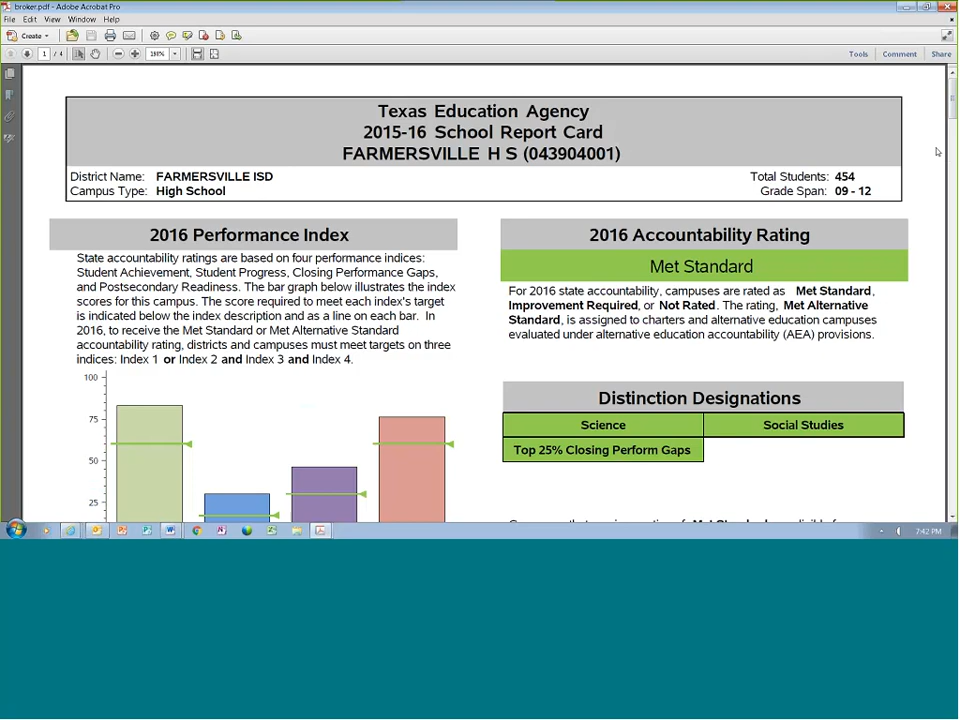 broker.pdf - Adobe Acrobat Pro
File Edit View Window Help
Create
1 / 4
Tools Comment Share
Texas Education Agency
2015-16 School Report Card
FARMERSVILLE H S (043904001)
District Name: FARMERSVILLE ISD
Campus Type: High School
Total Students: 454
Grade Span: 09 - 12
2016 Performance Index
State accountability ratings are based on four performance indices:
Student Achievement, Student Progress, Closing Performance Gaps,
and Postsecondary Readiness. The bar graph below illustrates the index
scores for this campus. The score required to meet each index's target
is indicated below the index description and as a line on each bar. In
2016, to receive the Met Standard or Met Alternative Standard
accountability rating, districts and campuses must meet targets on three
indices: Index 1 or Index 2 and Index 3 and Index 4.
100
75
50
25
2016 Accountability Rating
Met Standard
For 2016 state accountability, campuses are rated as Met Standard,
Improvement Required, or Not Rated. The rating, Met Alternative
Standard, is assigned to charters and alternative education campuses
evaluated under alternative education accountability (AEA) provisions.
Distinction Designations
Science
Social Studies
Top 25% Closing Perform Gaps
7:42 PM